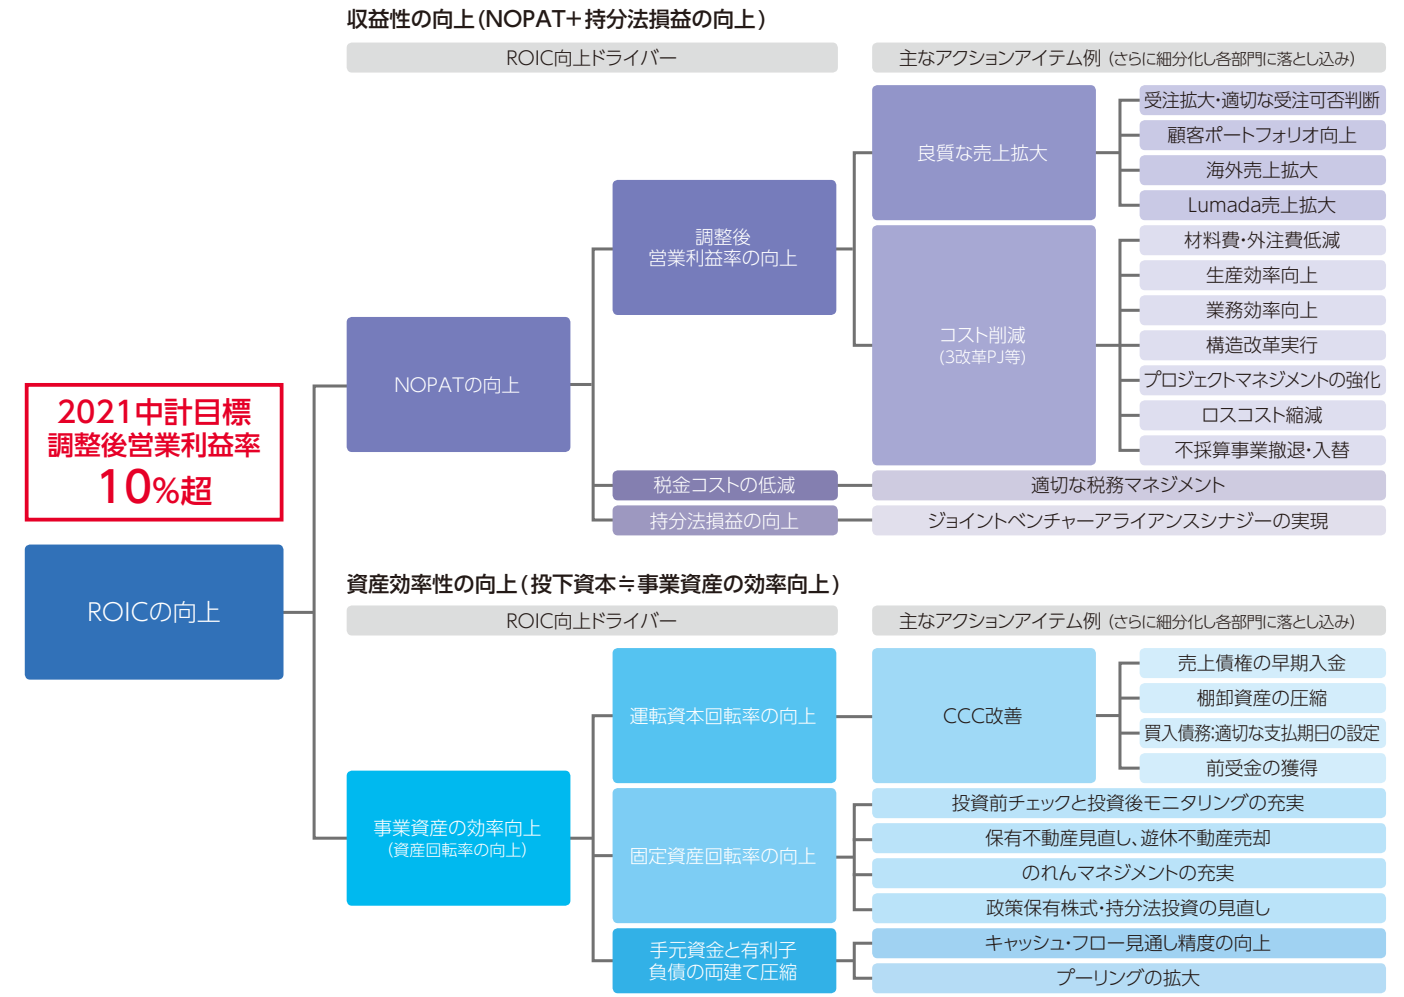 収益性の向上(NOPAT＋持分法損益の向上)
ROIC向上ドライバー
主なアクションアイテム例 (さらに細分化し各部門に落とし込み)
2021中計目標
調整後営業利益率
10%超
ROICの向上
NOPATの向上
調整後
営業利益率の向上
良質な売上拡大
受注拡大・適切な受注可否判断
顧客ポートフォリオ向上
海外売上拡大
Lumada売上拡大
コスト削減
(3改革PJ等)
材料費・外注費低減
生産効率向上
業務効率向上
構造改革実行
プロジェクトマネジメントの強化
ロスコスト縮減
不採算事業撤退・入替
税金コストの低減
適切な税務マネジメント
持分法損益の向上
ジョイントベンチャーアライアンスシナジーの実現
資産効率性の向上(投下資本≒事業資産の効率向上)
ROIC向上ドライバー
主なアクションアイテム例 (さらに細分化し各部門に落とし込み)
事業資産の効率向上
(資産回転率の向上)
運転資本回転率の向上
CCC改善
売上債権の早期入金
棚卸資産の圧縮
買入債務:適切な支払期日の設定
前受金の獲得
固定資産回転率の向上
投資前チェックと投資後モニタリングの充実
保有不動産見直し、遊休不動産売却
のれんマネジメントの充実
政策保有株式・持分法投資の見直し
手元資金と有利子
負債の両建て圧縮
キャッシュ・フロー見通し精度の向上
プーリングの拡大